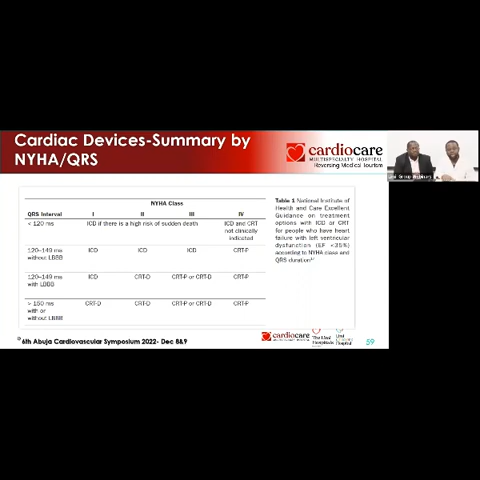 Cardiac Devices-Summary by
NYHA/QRS
cardiocare
MULTISPECIALTY HOSPITAL
Reversing Medical Tourism
NYHA Class
QRS Interval I II III IV
< 120 ms ICD if there is a high risk of sudden death ICD and CRT
not clinically
indicated
120–149 ms ICD ICD ICD CRT-P
without LBBB
120–149 ms ICD CRT-D CRT-P or CRT-D CRT-P
with LBBB
> 150 ms CRT-D CRT-D CRT-P or CRT-D CRT-P
with or
without LBBB
Table 1 National Institute of
Health and Care Excellent
Guidance on treatment
options with ICD or CRT
for people who have heart
failure with left ventricular
dysfunction (EF <35%)
according to NYHA class and
QRS duration
6th Abuja Cardiovascular Symposium 2022- Dec 8&9
cardiocare
Hospital
59